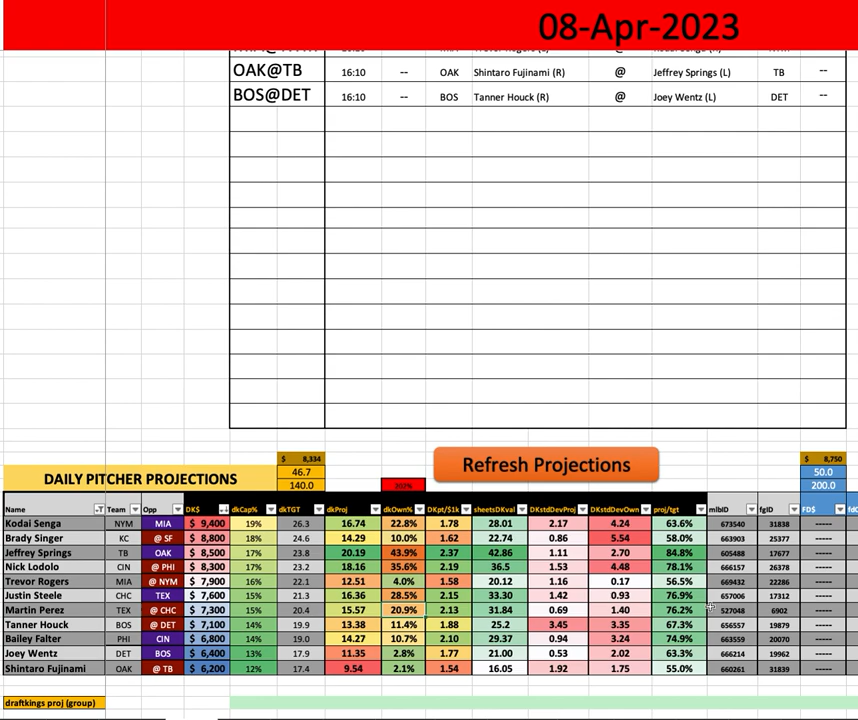 08-Apr-2023
OAK@TB 16:10 -- OAK Shintaro Fujinami (R) @ Jeffrey Springs (L) TB --
BOS@DET 16:10 -- BOS Tanner Houck (R) @ Joey Wentz (L) DET --
$ 8,334 $ 8,750
DAILY PITCHER PROJECTIONS 46.7 Refresh Projections 50.0
140.0 207% 200.0
Name Team Opp DK$ dkCap% dkTGT dkProj dkOwn% DKpt/$1k sheetsDKval DKstdDevProj DKstdDevOwn proj/tgt mlbID fgID FD$
Kodai Senga NYM MIA $ 9,400 19% 26.3 16.74 22.8% 1.78 28.01 2.17 4.24 63.6% 673540 31838 -----
Brady Singer KC @ SF $ 8,800 18% 24.6 14.29 10.0% 1.62 22.74 0.86 5.54 58.0% 663903 25377 -----
Jeffrey Springs TB OAK $ 8,500 17% 23.8 20.19 43.9% 2.37 42.86 1.11 2.70 84.8% 605488 17677 -----
Nick Lodolo CIN @ PHI $ 8,300 17% 23.2 18.16 35.6% 2.19 36.5 1.53 4.48 78.1% 666157 26378 -----
Trevor Rogers MIA @ NYM $ 7,900 16% 22.1 12.51 4.0% 1.58 20.12 1.16 0.17 56.5% 669432 22286 -----
Justin Steele CHC TEX $ 7,600 15% 21.3 16.36 28.5% 2.15 33.30 1.42 0.93 76.9% 657006 17312 -----
Martin Perez TEX @ CHC $ 7,300 15% 20.4 15.57 20.9% 2.13 31.84 0.69 1.40 76.2% 527048 6902 -----
Tanner Houck BOS @ DET $ 7,100 14% 19.9 13.38 11.4% 1.88 25.2 3.45 3.35 67.3% 656557 19879 -----
Bailey Falter PHI CIN $ 6,800 14% 19.0 14.27 10.7% 2.10 29.37 0.94 3.24 74.9% 663559 20070 -----
Joey Wentz DET BOS $ 6,400 13% 17.9 11.35 2.8% 1.77 21.00 0.53 2.02 63.3% 666214 19962 -----
Shintaro Fujinami OAK @ TB $ 6,200 12% 17.4 9.54 2.1% 1.54 16.05 1.92 1.75 55.0% 660261 31839 -----
draftkings proj (group)